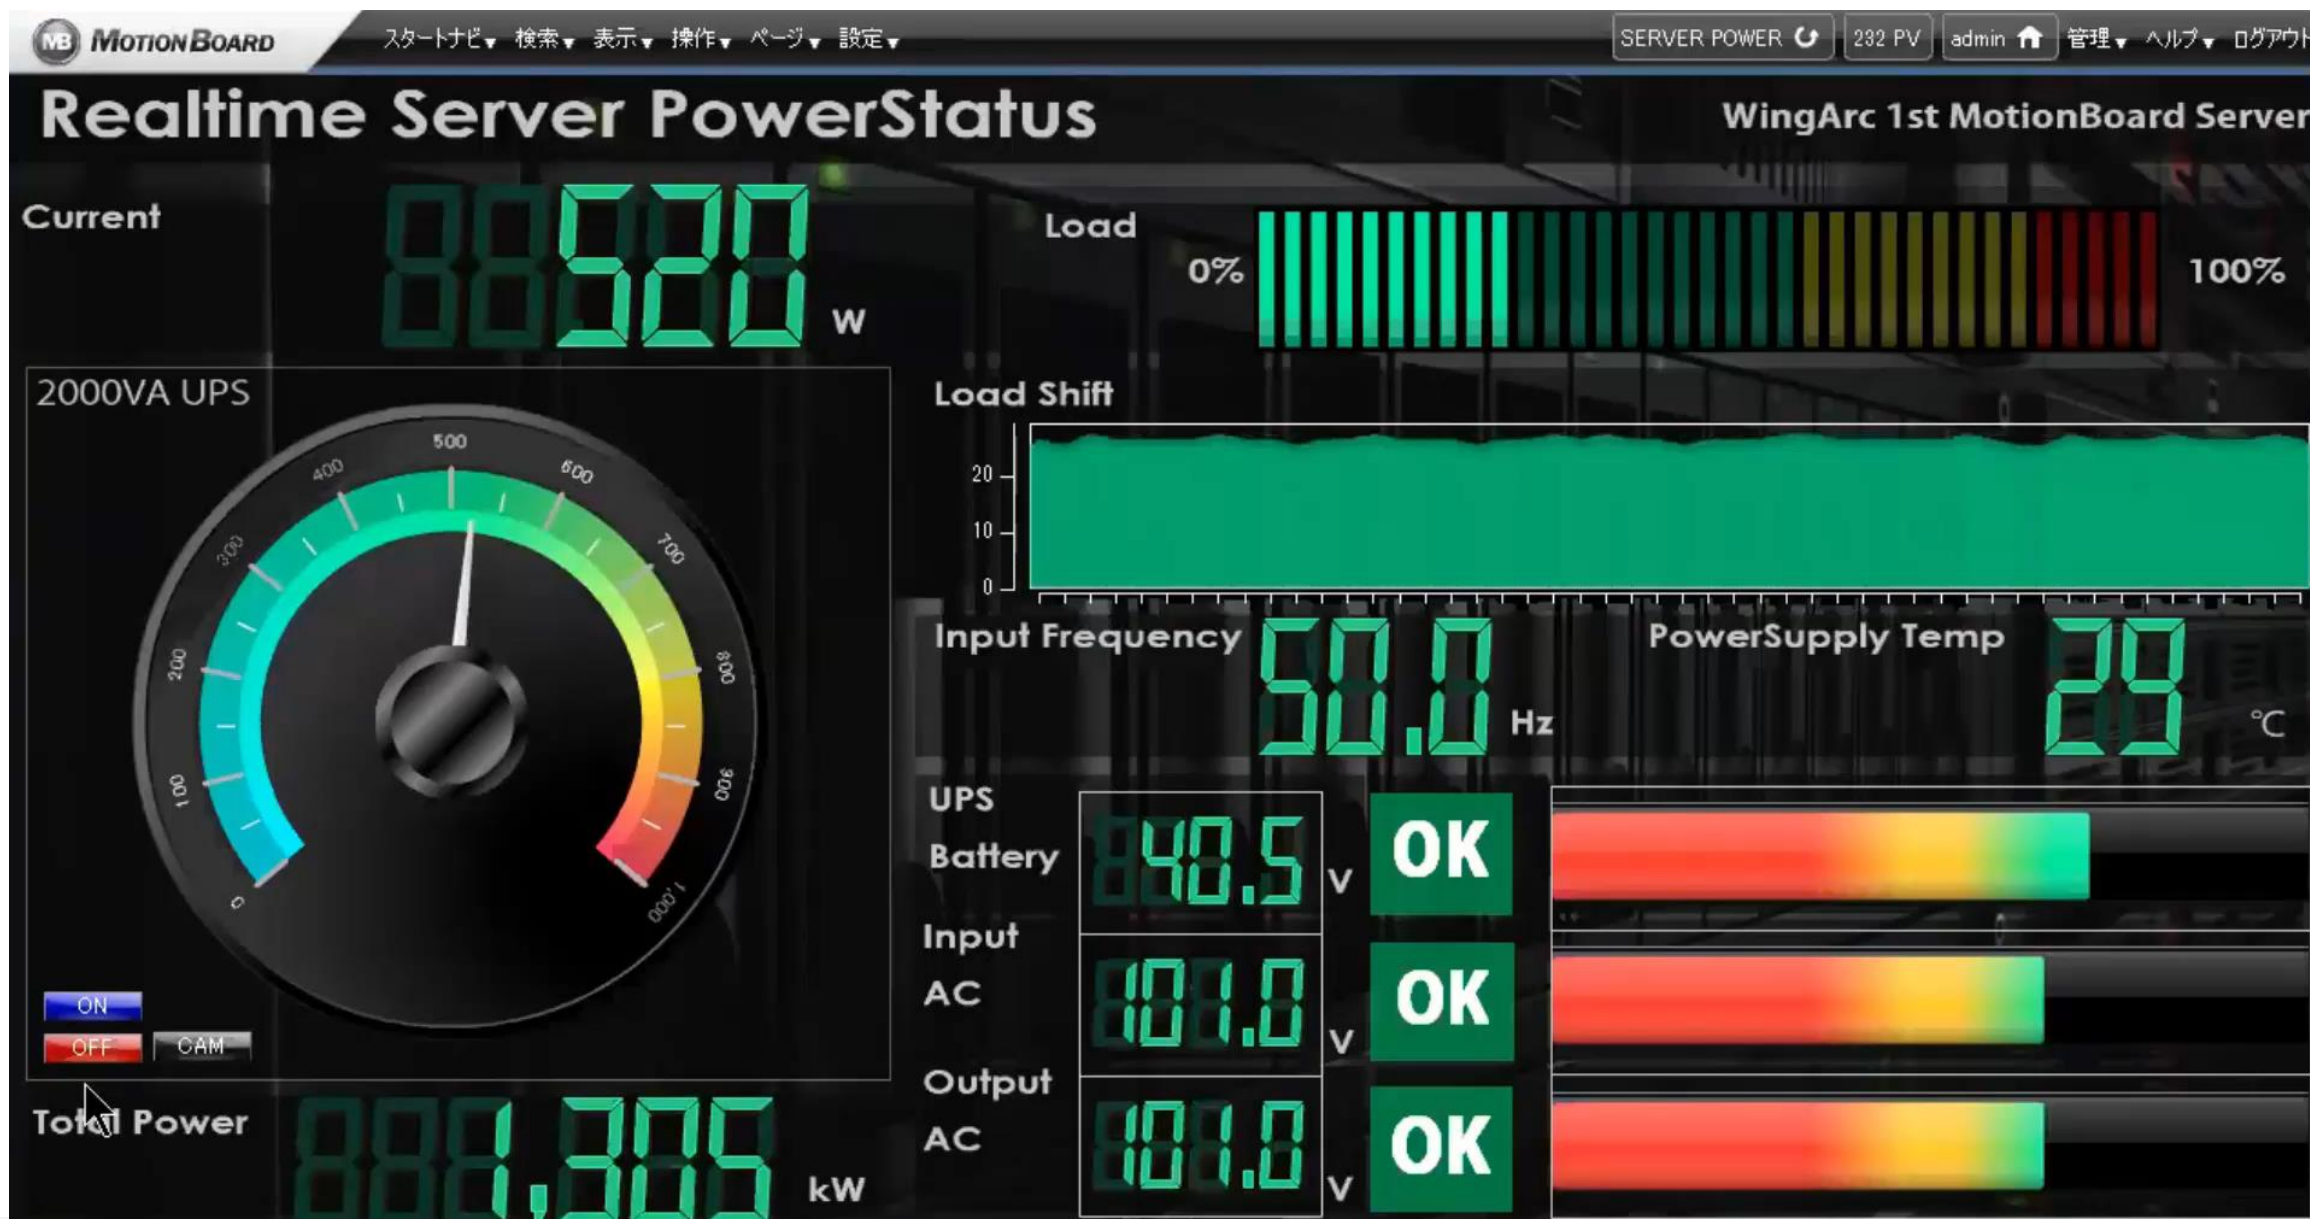 MB MOTIONBOARD スタートナビ▼ 検索▼ 表示▼ 操作▼ ページ▼ 設定▼ SERVER POWER 232 PV admin 管理▼ ヘルプ▼ ログアウト
Realtime Server PowerStatus
WingArc 1st MotionBoard Server
Current 520 W
Load 0% 100%
2000VA UPS
0 100 200 300 400 500 600 700 800 900 1,000
ON
OFF CAM
Total Power 1,305 kW
Load Shift
20
10
0
Input Frequency 50.0 Hz
PowerSupply Temp 29 ℃
UPS
Battery 40.5 V OK
Input
AC 101.0 V OK
Output
AC 101.0 V OK